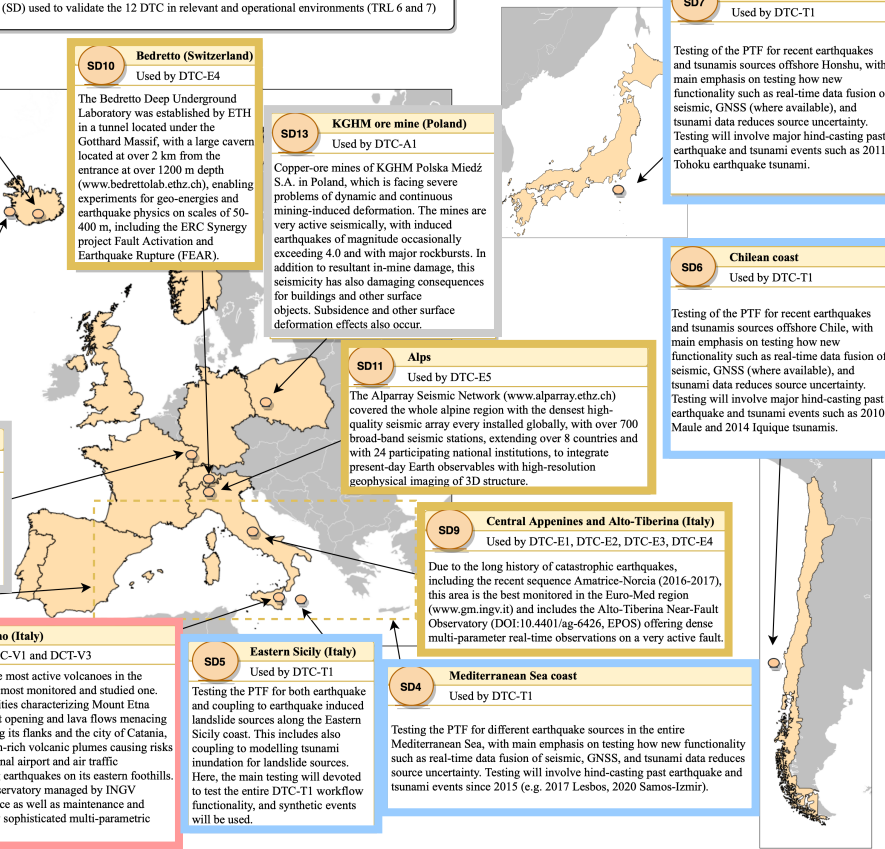 (SD) used to validate the 12 DTC in relevant and operational environments (TRL 6 and 7)
SD10
Bedretto (Switzerland)
Used by DTC-E4
The Bedretto Deep Underground
Laboratory was established by ETH
in a tunnel located under the
Gotthard Massif, with a large cavern
located at over 2 km from the
entrance at over 1200 m depth
(www.bedrettolab.ethz.ch), enabling
experiments for geo-energies and
earthquake physics on scales of 50-
400 m, including the ERC Synergy
project Fault Activation and
Earthquake Rupture (FEAR).
SD13
KGHM ore mine (Poland)
Used by DTC-A1
Copper-ore mines of KGHM Polska Miedź
S.A. in Poland, which is facing severe
problems of dynamic and continuous
mining-induced deformation. The mines are
very active seismically, with induced
earthquakes of magnitude occasionally
exceeding 4.0 and with major rockbursts. In
addition to resultant in-mine damage, this
seismicity has also damaging consequences
for buildings and other surface
objects. Subsidence and other surface
deformation effects also occur.
SD7
Used by DTC-T1
Testing of the PTF for recent earthquakes
and tsunamis sources offshore Honshu, with
main emphasis on testing how new
functionality such as real-time data fusion of
seismic, GNSS (where available), and
tsunami data reduces source uncertainty.
Testing will involve major hind-casting past
earthquake and tsunami events such as 2011
Tohoku earthquake tsunami.
SD6
Chilean coast
Used by DTC-T1
Testing of the PTF for recent earthquakes
and tsunamis sources offshore Chile, with
main emphasis on testing how new
functionality such as real-time data fusion of
seismic, GNSS (where available), and
tsunami data reduces source uncertainty.
Testing will involve major hind-casting past
earthquake and tsunami events such as 2010
Maule and 2014 Iquique tsunamis.
SD11
Alps
Used by DTC-E5
The Alparray Seismic Network (www.alparray.ethz.ch)
covered the whole alpine region with the densest high-
quality seismic array every installed globally, with over 700
broad-band seismic stations, extending over 8 countries and
with 24 participating national institutions, to integrate
present-day Earth observables with high-resolution
geophysical imaging of 3D structure.
SD9
Central Appenines and Alto-Tiberina (Italy)
Used by DTC-E1, DTC-E2, DTC-E3, DTC-E4
Due to the long history of catastrophic earthquakes,
including the recent sequence Amatrice-Norcia (2016-2017),
this area is the best monitored in the Euro-Med region
(www.gm.ingv.it) and includes the Alto-Tiberina Near-Fault
Observatory (DOI:10.4401/ag-6426, EPOS) offering dense
multi-parameter real-time observations on a very active fault.
no (Italy)
C-V1 and DCT-V3
e most active volcanoes in the
most monitored and studied one.
ities characterizing Mount Etna
t opening and lava flows menacing
g its flanks and the city of Catania,
h-rich volcanic plumes causing risks
nal airport and air traffic
earthquakes on its eastern foothills.
servatory managed by INGV
ce as well as maintenance and
sophisticated multi-parametric
SD5
Eastern Sicily (Italy)
Used by DTC-T1
Testing the PTF for both earthquake
and coupling to earthquake induced
landslide sources along the Eastern
Sicily coast. This includes also
coupling to modelling tsunami
inundation for landslide sources.
Here, the main testing will devoted
to test the entire DTC-T1 workflow
functionality, and synthetic events
will be used.
SD4
Mediterranean Sea coast
Used by DTC-T1
Testing the PTF for different earthquake sources in the entire
Mediterranean Sea, with main emphasis on testing how new functionality
such as real-time data fusion of seismic, GNSS, and tsunami data reduces
source uncertainty. Testing will involve hind-casting past earthquake and
tsunami events since 2015 (e.g. 2017 Lesbos, 2020 Samos-Izmir).